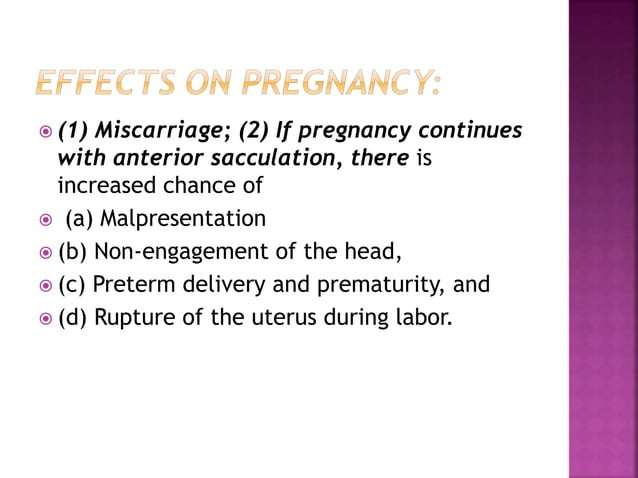 EFFECTS ON PREGNANCY:
(1) Miscarriage; (2) If pregnancy continues
with anterior sacculation, there is
increased chance of
(a) Malpresentation
(b) Non-engagement of the head,
(c) Preterm delivery and prematurity, and
(d) Rupture of the uterus during labor.